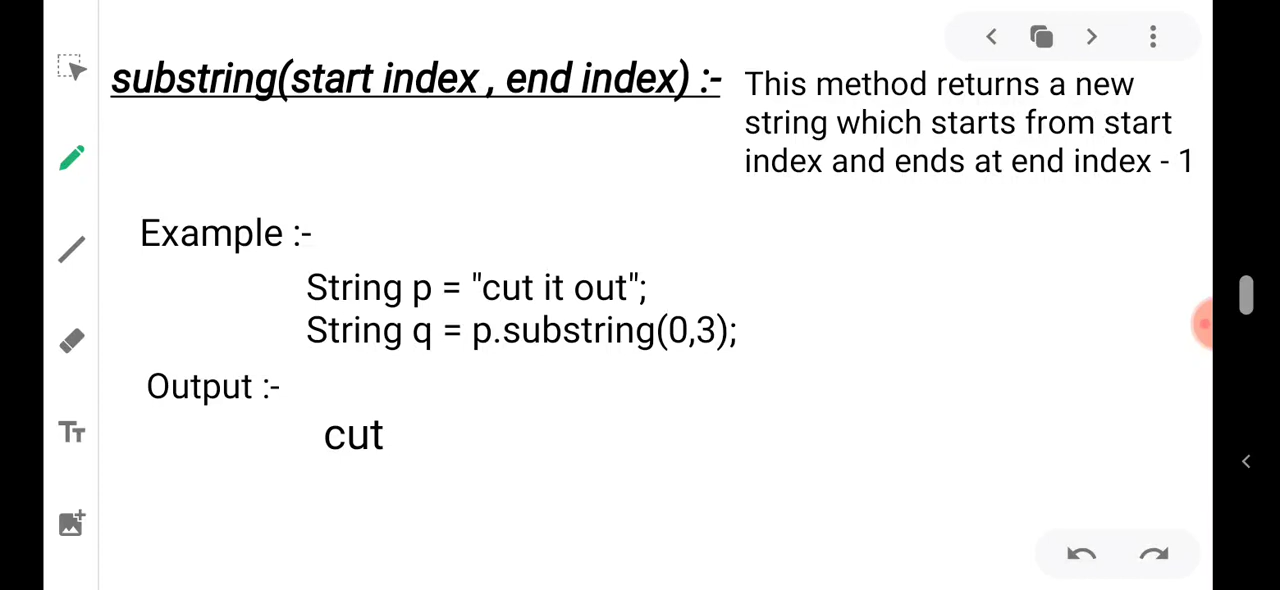 substring(start index , end index) :-
This method returns a new
string which starts from start
index and ends at end index - 1
Example :-
String p = "cut it out";
String q = p.substring(0,3);
Output :-
cut
TT